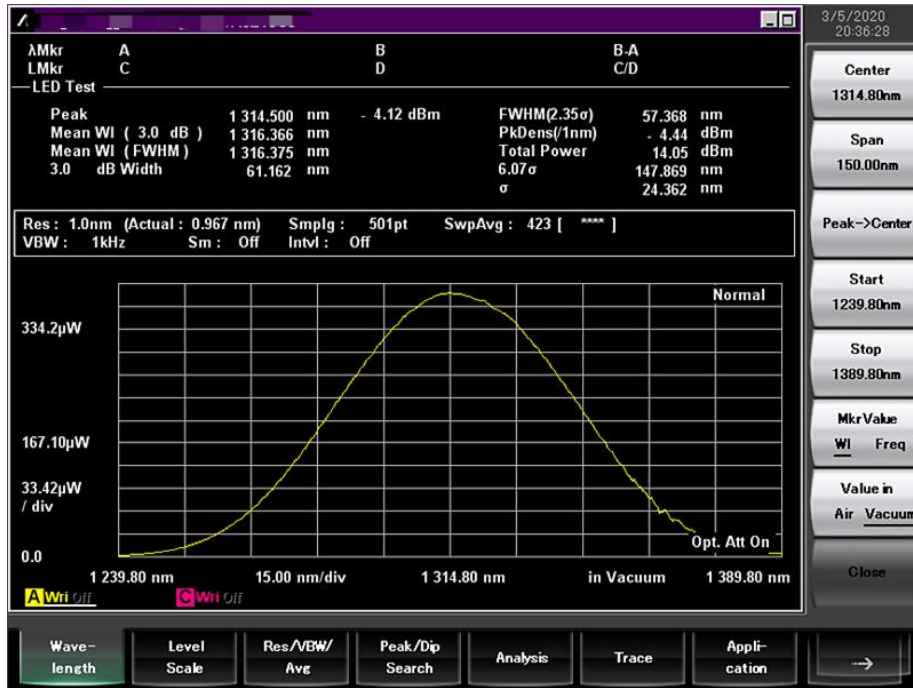 3/5/2020
20:36:28
λMkr A B B-A
LMkr C D C/D
LED Test
Peak 1 314.500 nm - 4.12 dBm FWHM(2.35σ) 57.368 nm
Mean Wl ( 3.0 dB ) 1 316.366 nm PkDens(/1nm) - 4.44 dBm
Mean Wl ( FWHM ) 1 316.375 nm Total Power 14.05 dBm
3.0 dB Width 61.162 nm 6.07σ 147.869 nm
σ 24.362 nm
Res : 1.0nm (Actual : 0.967 nm) Smplg : 501pt SwpAvg : 423 [ **** ]
VBW : 1kHz Sm : Off Intvl : Off
Normal
334.2µW
167.10µW
33.42µW
/ div
Opt. Att On
0.0
1 239.80 nm 15.00 nm/div 1 314.80 nm in Vacuum 1 389.80 nm
A Wri Off C Wri Off
Center
1314.80nm
Span
150.00nm
Peak->Center
Start
1239.80nm
Stop
1389.80nm
Mkr Value
Wl Freq
Value in
Air Vacuum
Close
Wave-
length
Level
Scale
Res/VBW/
Avg
Peak/Dip
Search
Analysis
Trace
Appli-
cation